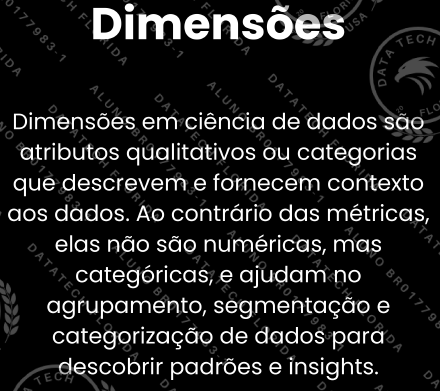 Dimensões
Dimensões em ciência de dados são
atributos qualitativos ou categorias
que descrevem e fornecem contexto
aos dados. Ao contrário das métricas,
elas não são numéricas, mas
categóricas, e ajudam no
agrupamento, segmentação e
categorização de dados para
descobrir padrões e insights.